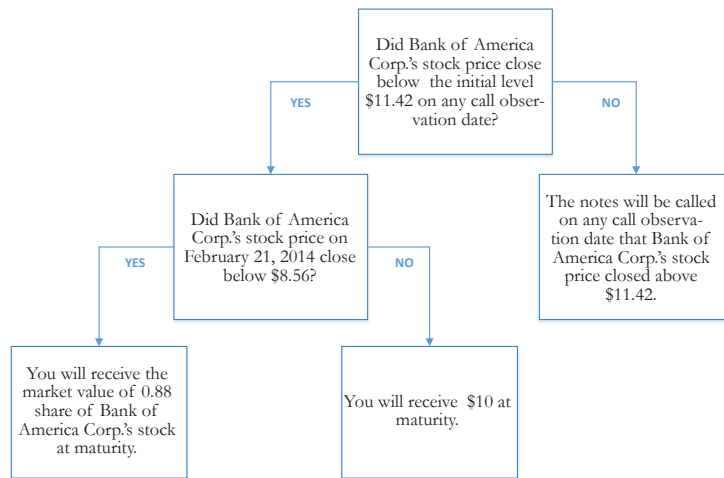 Did Bank of America
Corp.'s stock price close
below the initial level
$11.42 on any call obser-
vation date?
YES
NO
Did Bank of America
Corp.'s stock price on
February 21, 2014 close
below $8.56?
The notes will be called
on any call observa-
tion date that Bank of
America Corp.'s stock
price closed above
$11.42.
YES
NO
You will receive the
market value of 0.88
share of Bank of
America Corp.'s stock
at maturity.
You will receive $10 at
maturity.